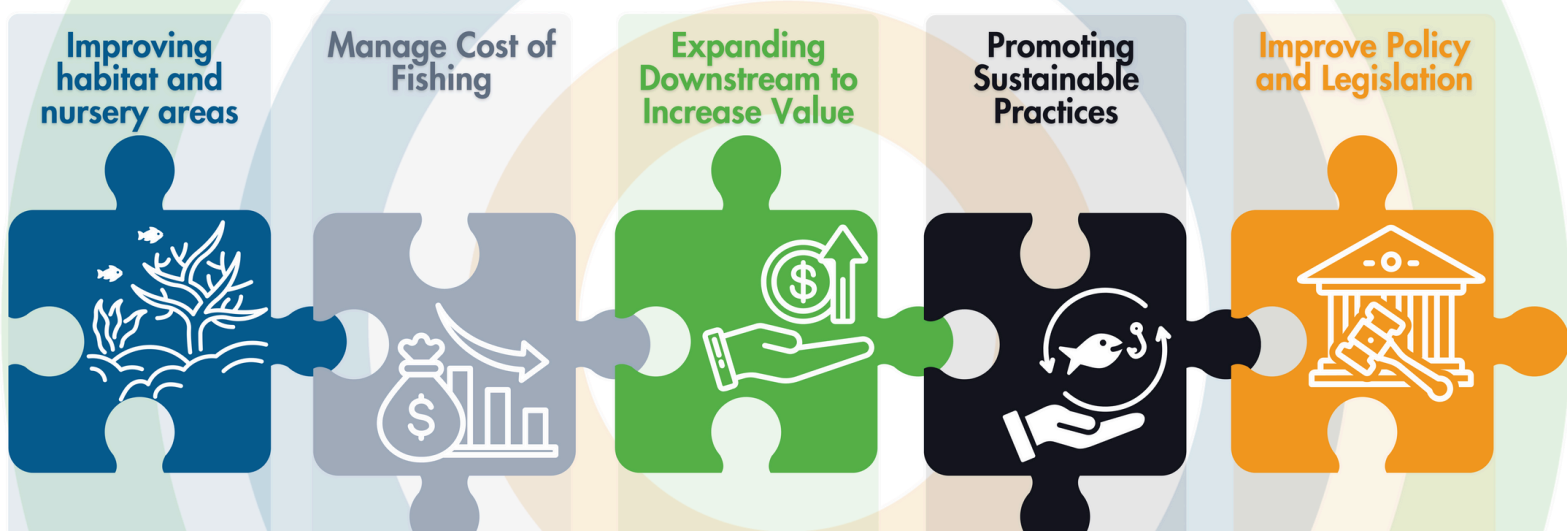 Improving
habitat and
nursery areas
Manage Cost of
Fishing
Expanding
Downstream to
Increase Value
Promoting
Sustainable
Practices
Improve Policy
and Legislation
$
$